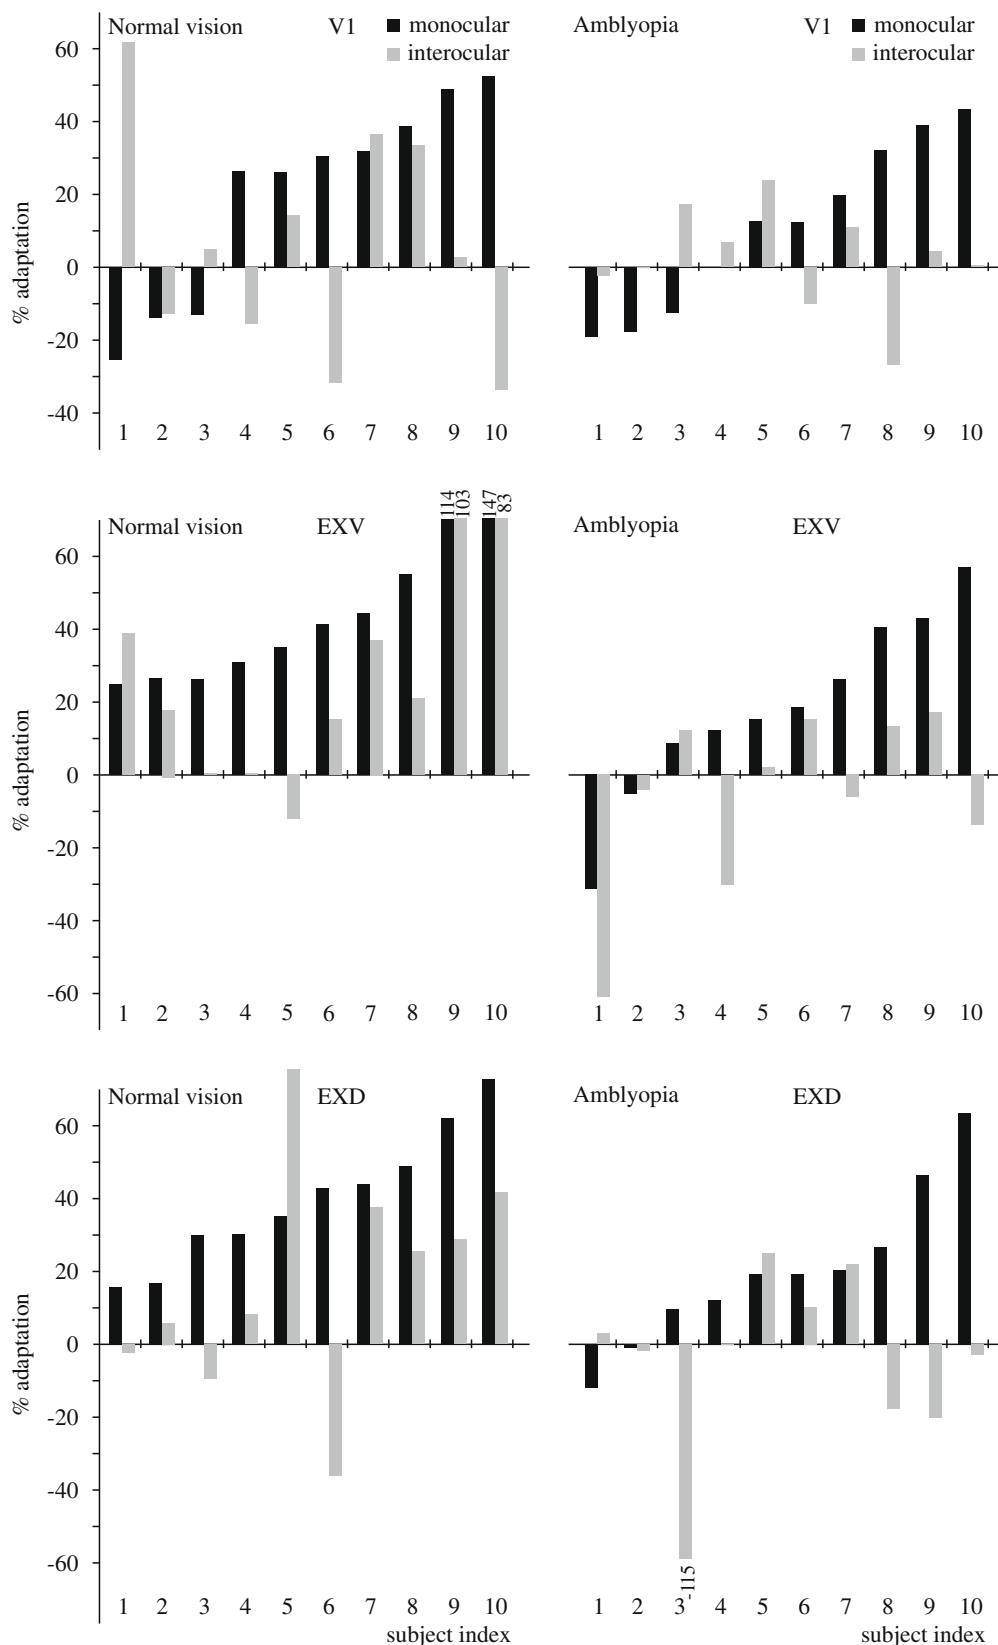 Normal vision V1 monocular
interocular
60
40
20
0
-20
-40
% adaptation
1 2 3 4 5 6 7 8 9 10
Amblyopia V1 monocular
interocular
1 2 3 4 5 6 7 8 9 10
Normal vision EXV
114 103 147 83
60
40
20
0
-20
-40
-60
% adaptation
1 2 3 4 5 6 7 8 9 10
Amblyopia EXV
1 2 3 4 5 6 7 8 9 10
Normal vision EXD
60
40
20
0
-20
-40
-60
% adaptation
1 2 3 4 5 6 7 8 9 10
subject index
Amblyopia EXD
-115
1 2 3 4 5 6 7 8 9 10
subject index